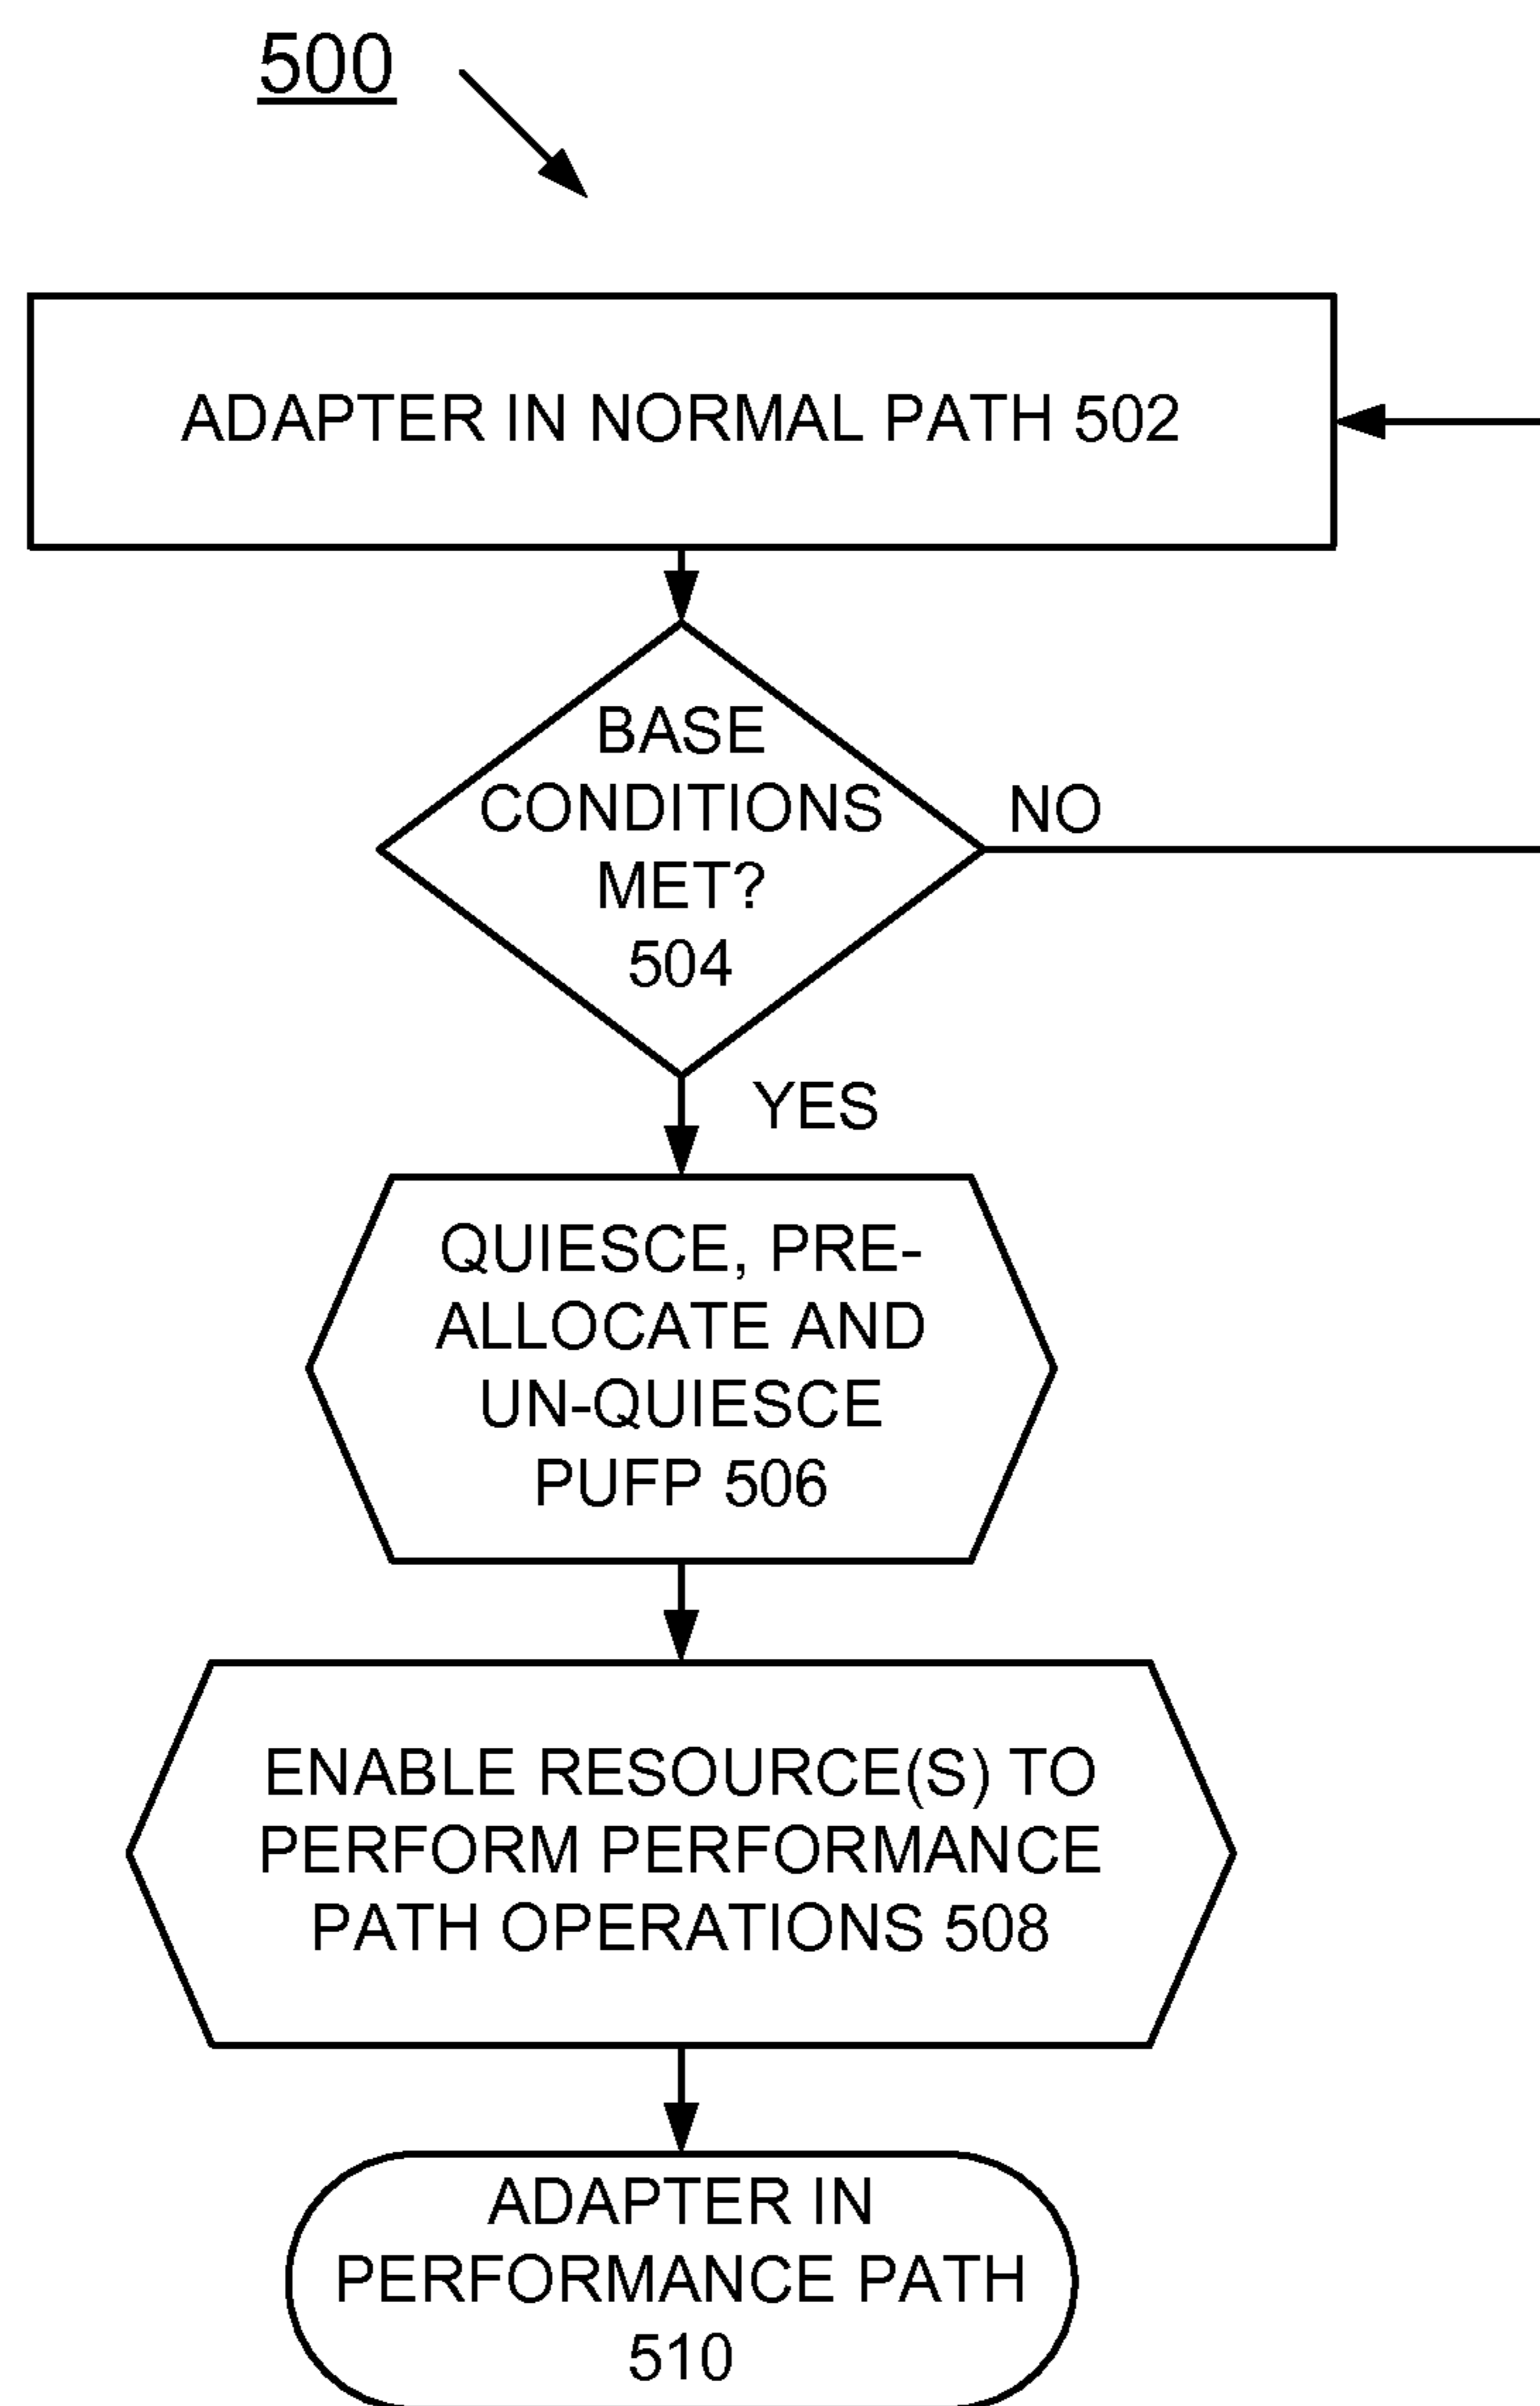 500
ADAPTER IN NORMAL PATH 502
BASE
CONDITIONS
MET?
504
NO
YES
QUIESCE, PRE-
ALLOCATE AND
UN-QUIESCE
PUFP 506
ENABLE RESOURCE(S) TO
PERFORM PERFORMANCE
PATH OPERATIONS 508
ADAPTER IN
PERFORMANCE PATH
510